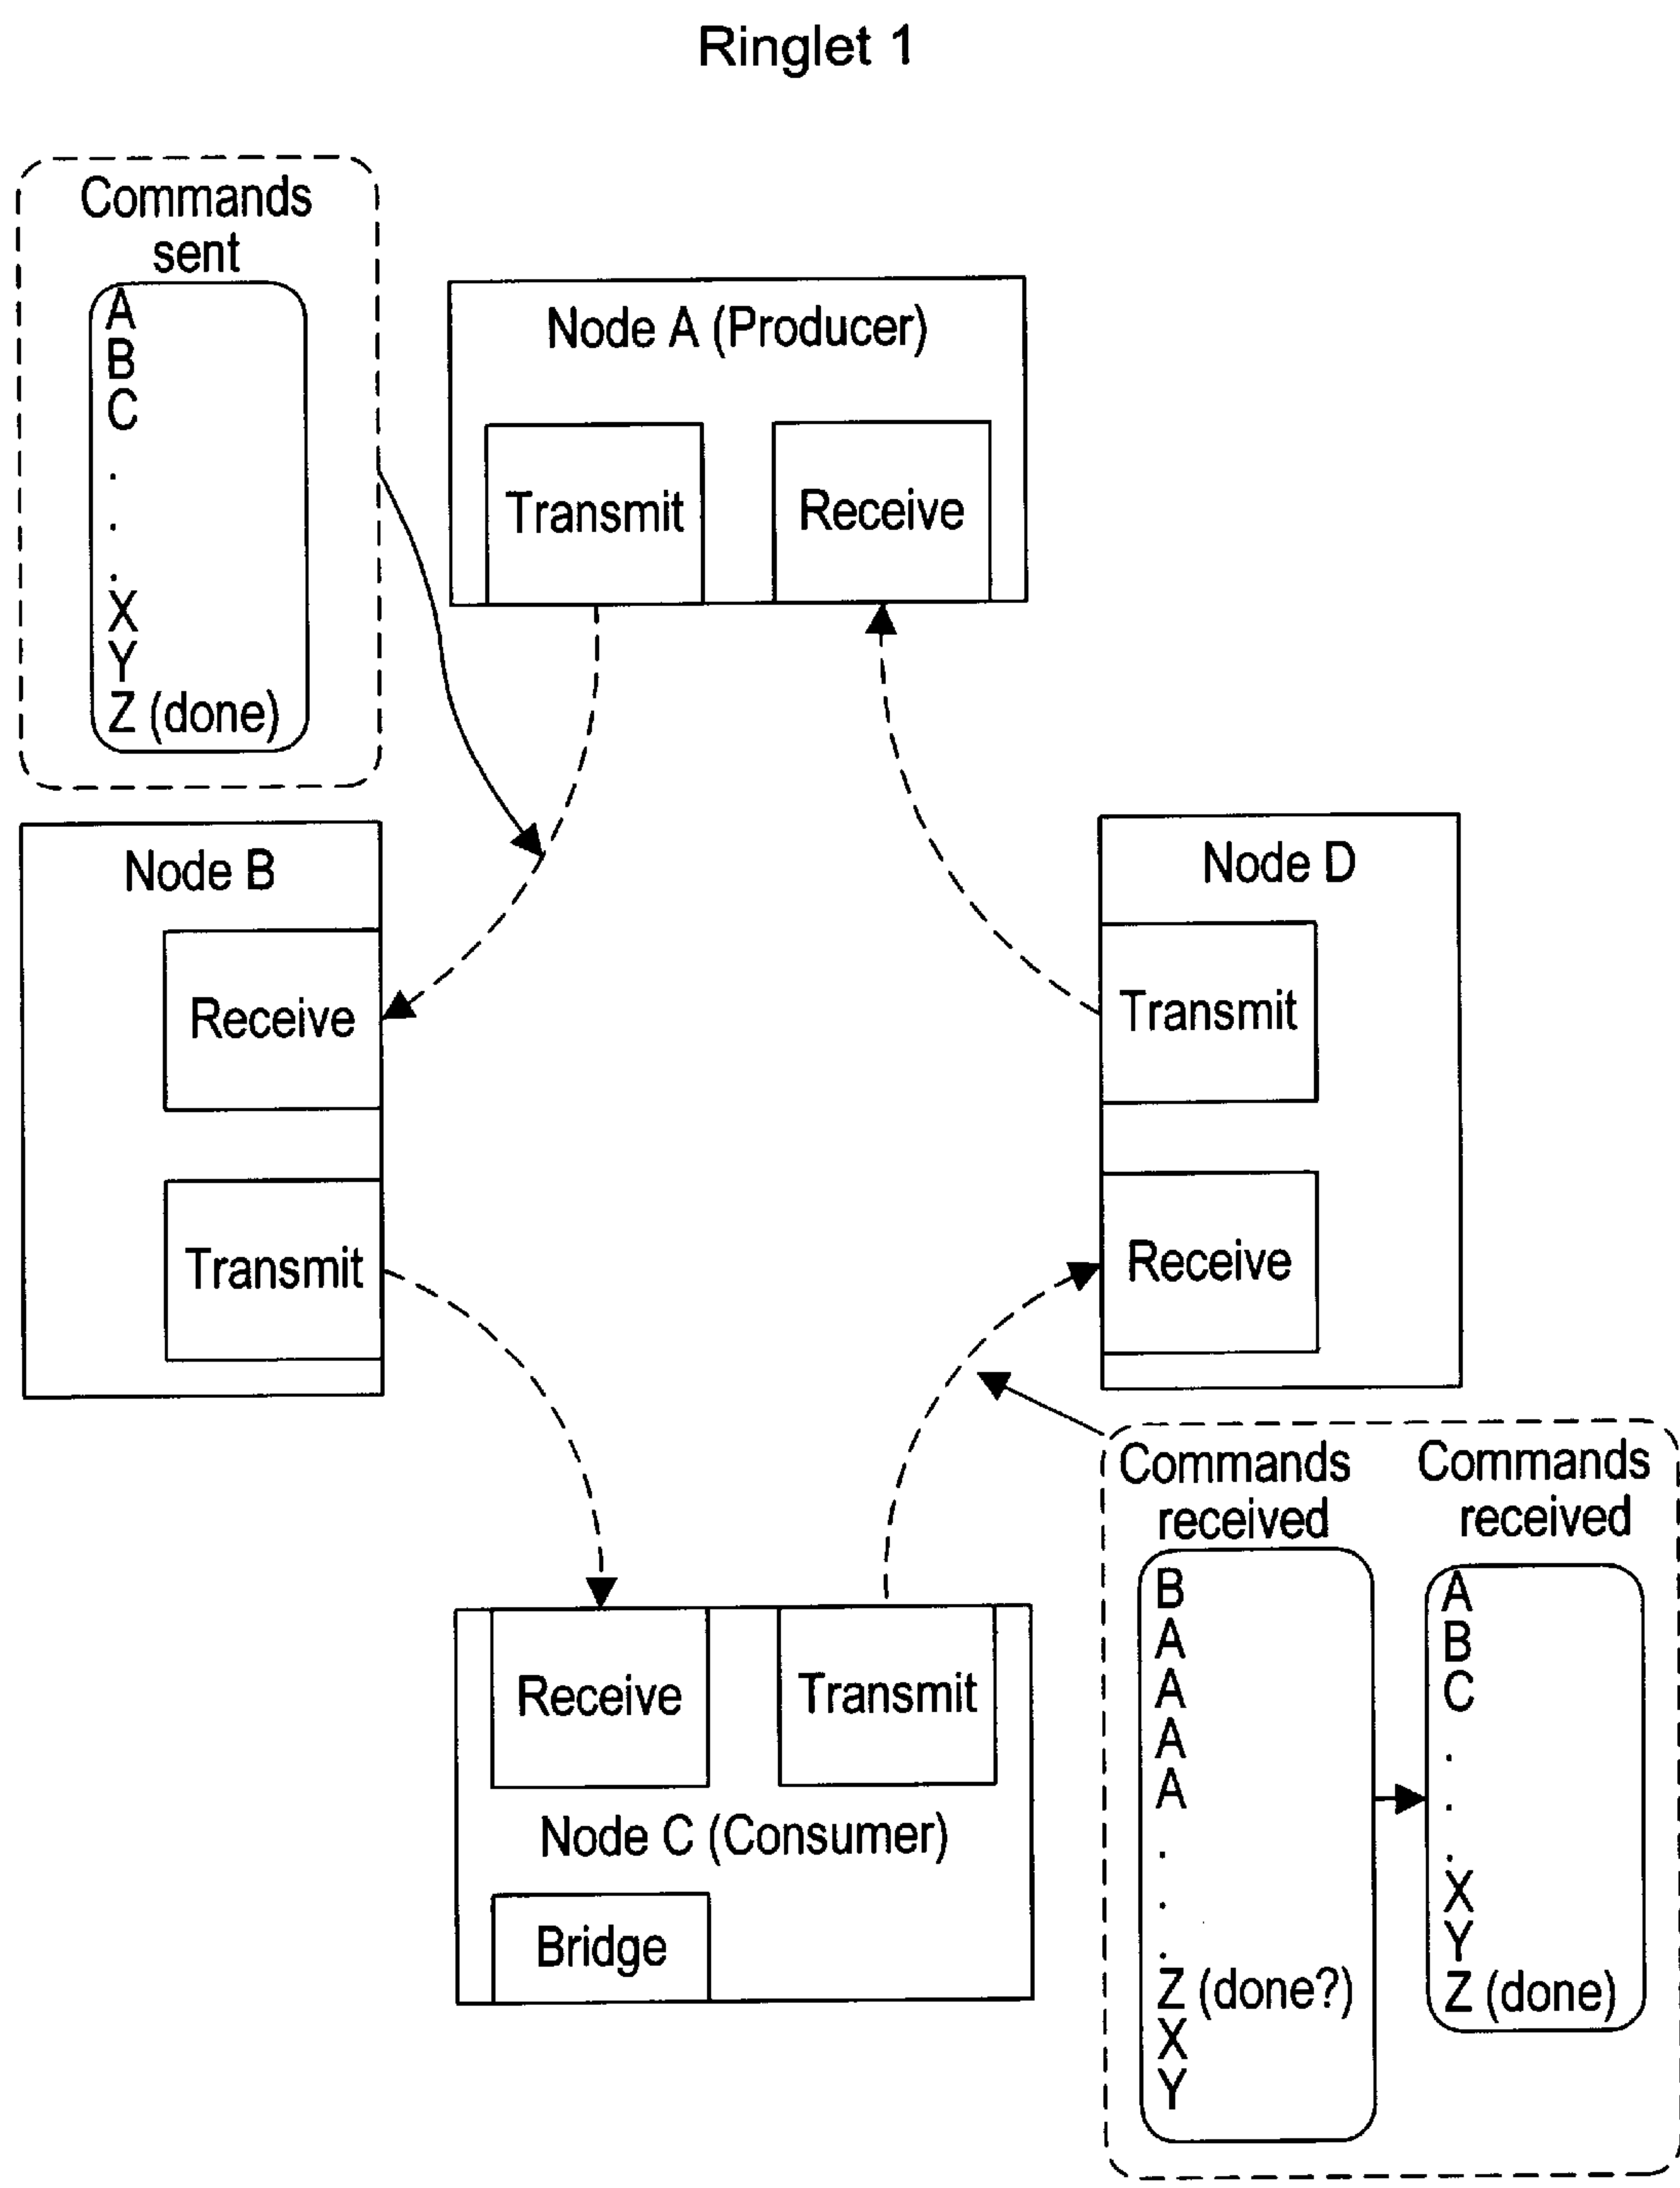 Ringlet 1
Commands
sent
A
B
C
.
.
.
X
Y
Z (done)
Node A (Producer)
Transmit
Receive
Node B
Receive
Transmit
Node D
Transmit
Receive
Receive
Transmit
Node C (Consumer)
Bridge
Commands
received
B
A
A
A
A
.
.
.
Z (done?)
X
Y
Commands
received
A
B
C
.
.
.
X
Y
Z (done)